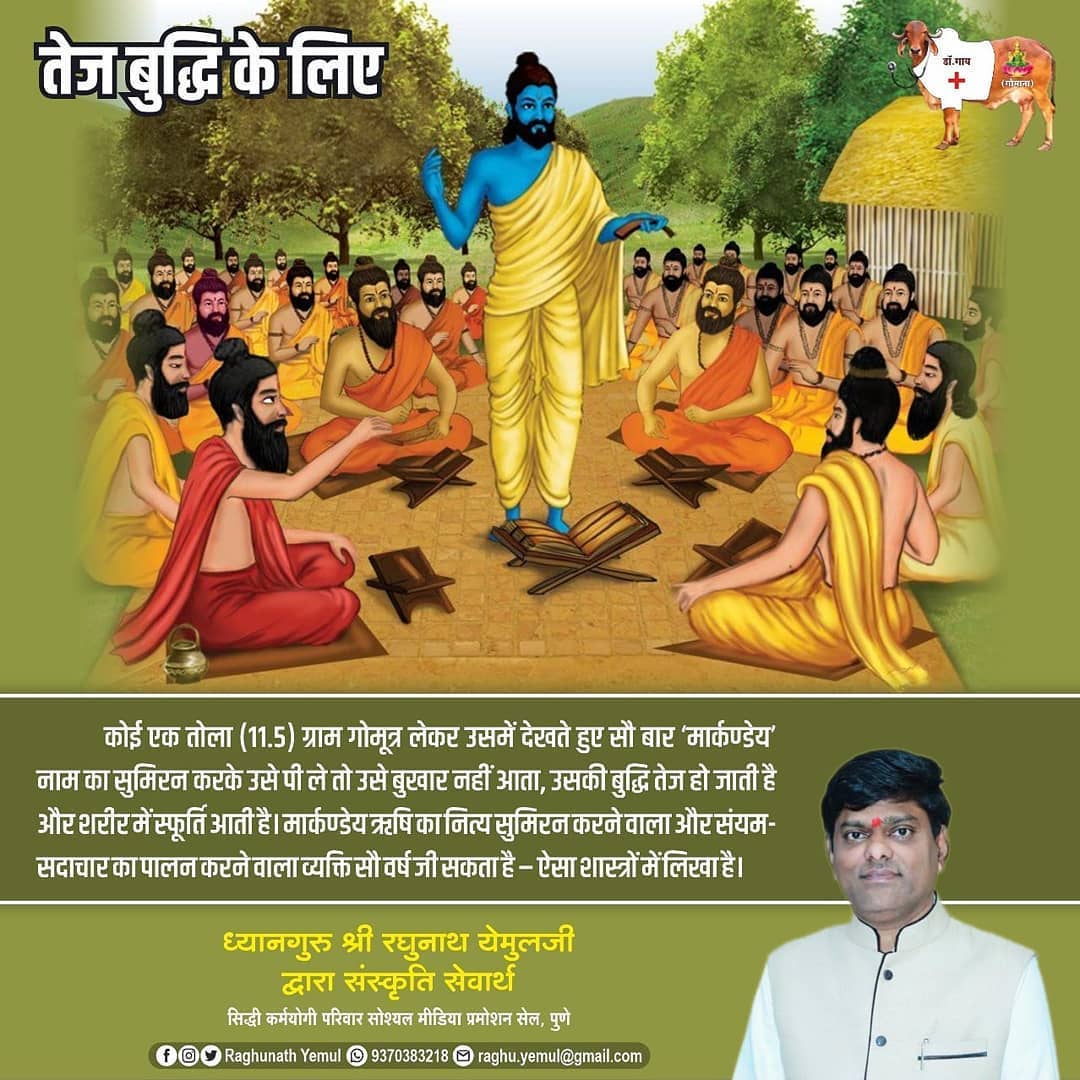 तेज बुद्धि के लिए
डॉ.गाय
(गोमाता)
कोई एक तोला (11.5) ग्राम गोमूत्र लेकर उसमें देखते हुए सौ बार ‘मार्कण्डेय’
नाम का सुमिरन करके उसे पी ले तो उसे बुखार नहीं आता, उसकी बुद्धि तेज हो जाती है
और शरीर में स्फूर्ति आती है। मार्कण्डेय ऋषि का नित्य सुमिरन करने वाला और संयम-
सदाचार का पालन करने वाला व्यक्ति सौ वर्ष जी सकता है – ऐसा शास्त्रों में लिखा है।
ध्यानगुरु श्री रघुनाथ येमुलजी
द्वारा संस्कृति सेवार्थ
सिद्धी कर्मयोगी परिवार सोश्यल मीडिया प्रमोशन सेल, पुणे
Raghunath Yemul 9370383218 raghu.yemul@gmail.com